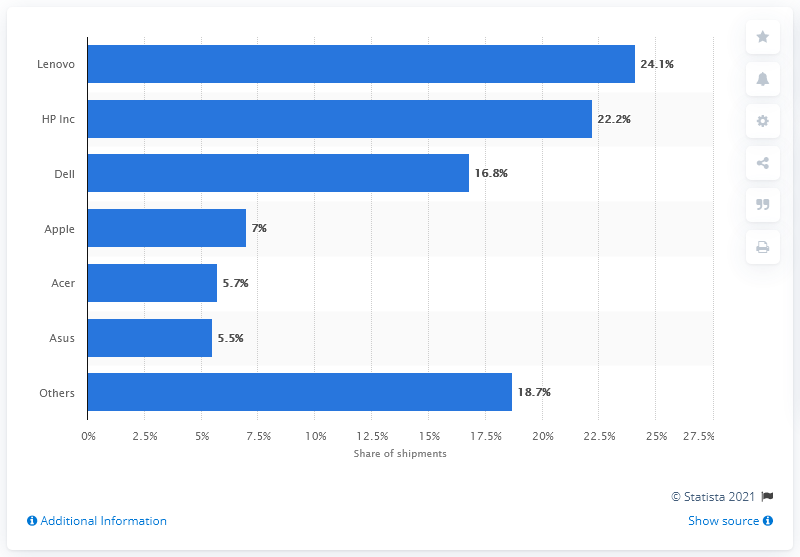 Lenovo 24.1%
HP Inc 22.2%
Dell 16.8%
Apple 7%
Acer 5.7%
Asus 5.5%
Others 18.7%
0% 2.5% 5% 7.5% 10% 12.5% 15% 17.5% 20% 22.5% 25% 27.5%
Share of shipments
© Statista 2021
Additional Information Show source